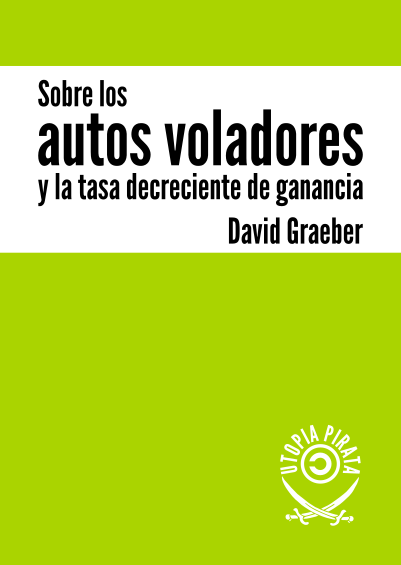 Sobre los
autos voladores
y la tasa decreciente de ganancia
David Graeber
UTOPIA PIRATA